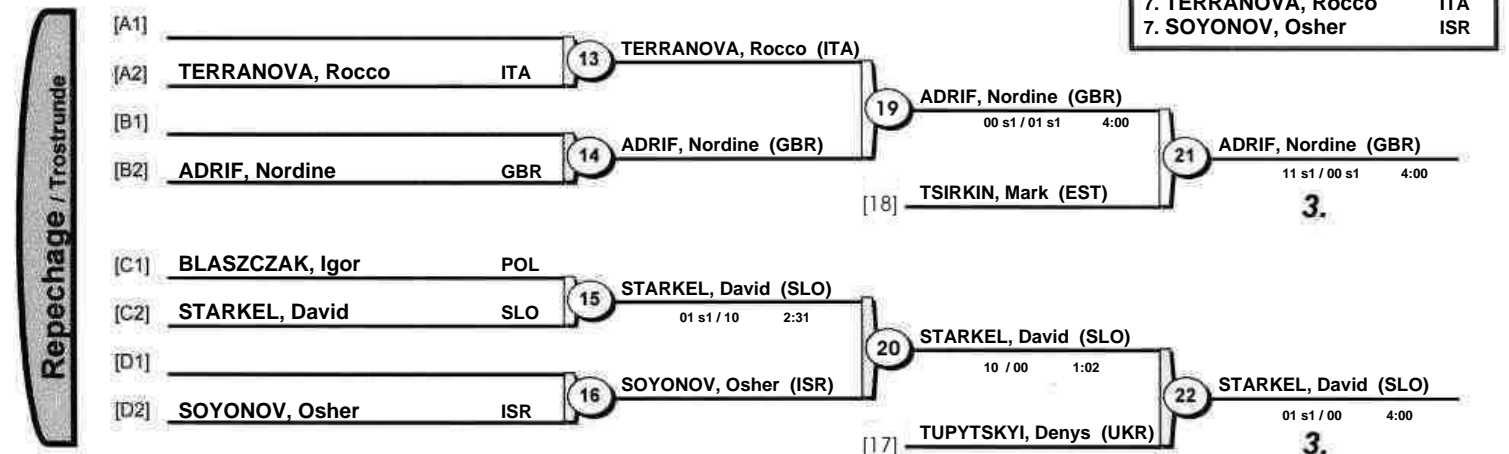 7. TERRANOVA, Rocco ITA
7. SOYONOV, Osher ISR
Repechage / Trostrunde
[A1]
[A2] TERRANOVA, Rocco ITA
13 TERRANOVA, Rocco (ITA)
[B1]
[B2] ADRIF, Nordine GBR
14 ADRIF, Nordine (GBR)
19 ADRIF, Nordine (GBR)
00 s1 / 01 s1 4:00
[18] TSIRKIN, Mark (EST)
21 ADRIF, Nordine (GBR)
11 s1 / 00 s1 4:00
3.
[C1] BLASZCZAK, Igor POL
[C2] STARKEL, David SLO
15 STARKEL, David (SLO)
01 s1 / 10 2:31
[D1]
[D2] SOYONOV, Osher ISR
16 SOYONOV, Osher (ISR)
20 STARKEL, David (SLO)
10 / 00 1:02
[17] TUPYTSKYI, Denys (UKR)
22 STARKEL, David (SLO)
01 s1 / 00 4:00
3.